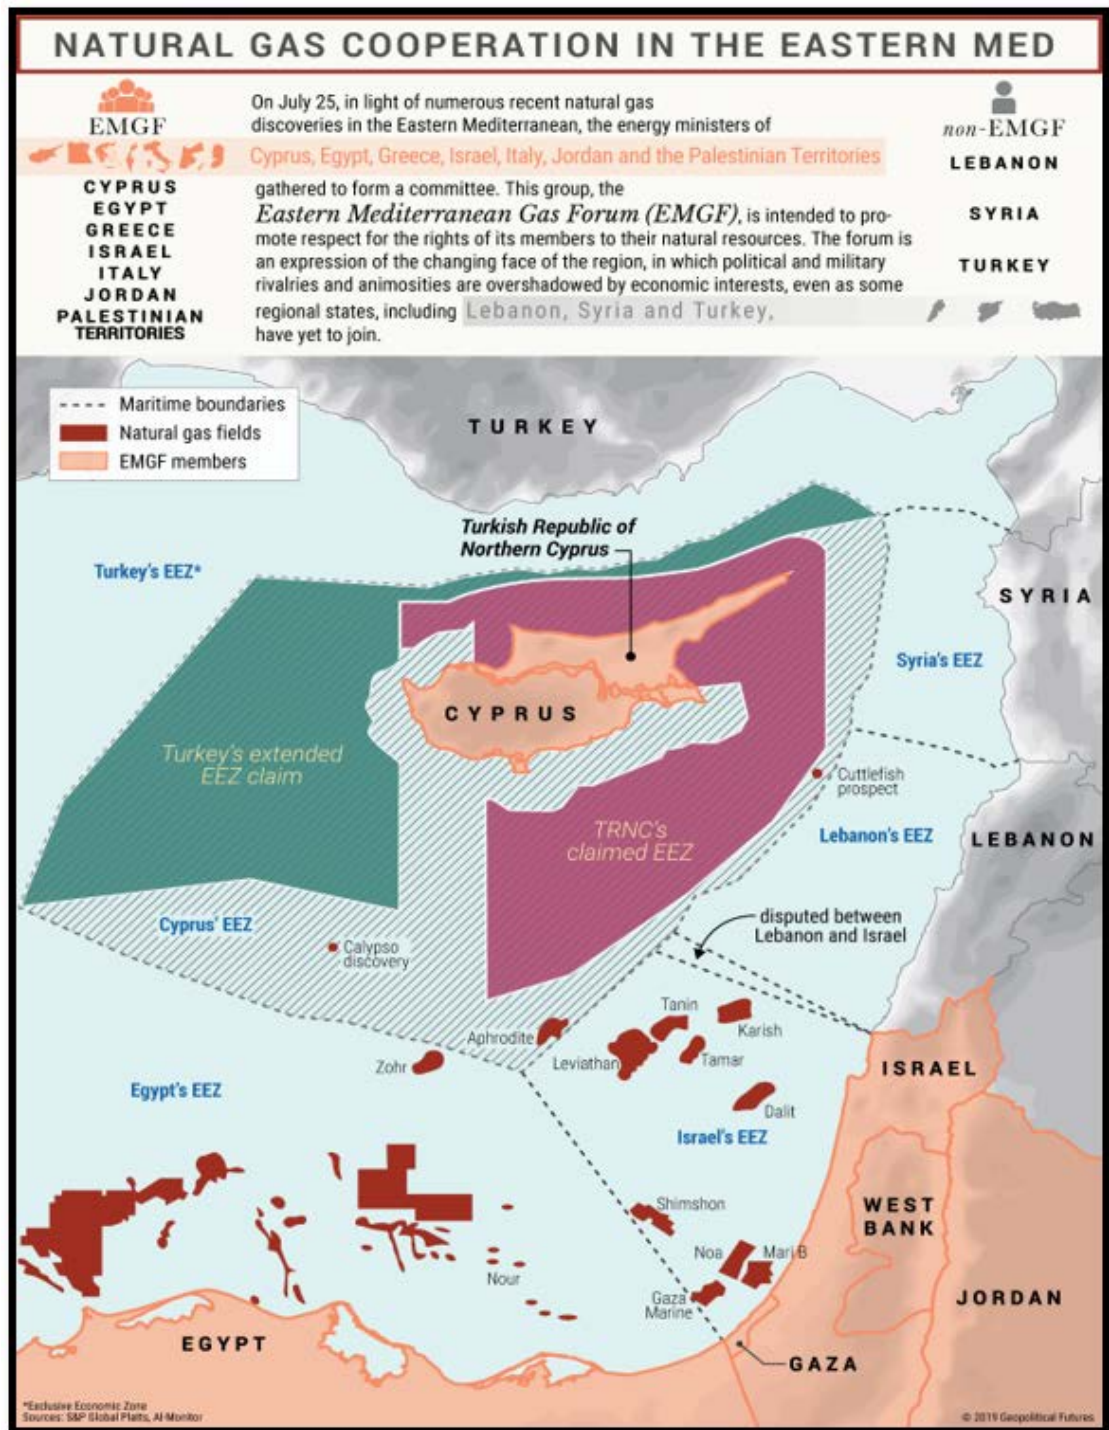 NATURAL GAS COOPERATION IN THE EASTERN MED
EMGF
CYPRUS
EGYPT
GREECE
ISRAEL
ITALY
JORDAN
PALESTINIAN
TERRITORIES
On July 25, in light of numerous recent natural gas
discoveries in the Eastern Mediterranean, the energy ministers of
Cyprus, Egypt, Greece, Israel, Italy, Jordan and the Palestinian Territories
gathered to form a committee. This group, the
Eastern Mediterranean Gas Forum (EMGF), is intended to pro-
mote respect for the rights of its members to their natural resources. The forum is
an expression of the changing face of the region, in which political and military
rivalries and animosities are overshadowed by economic interests, even as some
regional states, including Lebanon, Syria and Turkey,
have yet to join.
non-EMGF
LEBANON
SYRIA
TURKEY
Maritime boundaries
Natural gas fields
EMGF members
TURKEY
Turkish Republic of
Northern Cyprus
Turkey's EEZ*
SYRIA
Syria's EEZ
CYPRUS
Turkey's extended
EEZ claim
Cuttlefish
prospect
TRNC's
claimed EEZ
Lebanon's EEZ
LEBANON
Cyprus' EEZ
disputed between
Lebanon and Israel
Calypso
discovery
Tanin
Karish
Aphrodite
Zohr
Leviathan
Tamar
ISRAEL
Egypt's EEZ
Dalit
Israel's EEZ
Shimshon
WEST
BANK
Noa
Mari B
Nour
Gaza
Marine
JORDAN
EGYPT
GAZA
*Exclusive Economic Zone
Sources: S&P Global Platts, Al-Monitor
© 2019 Geopolitical Futures